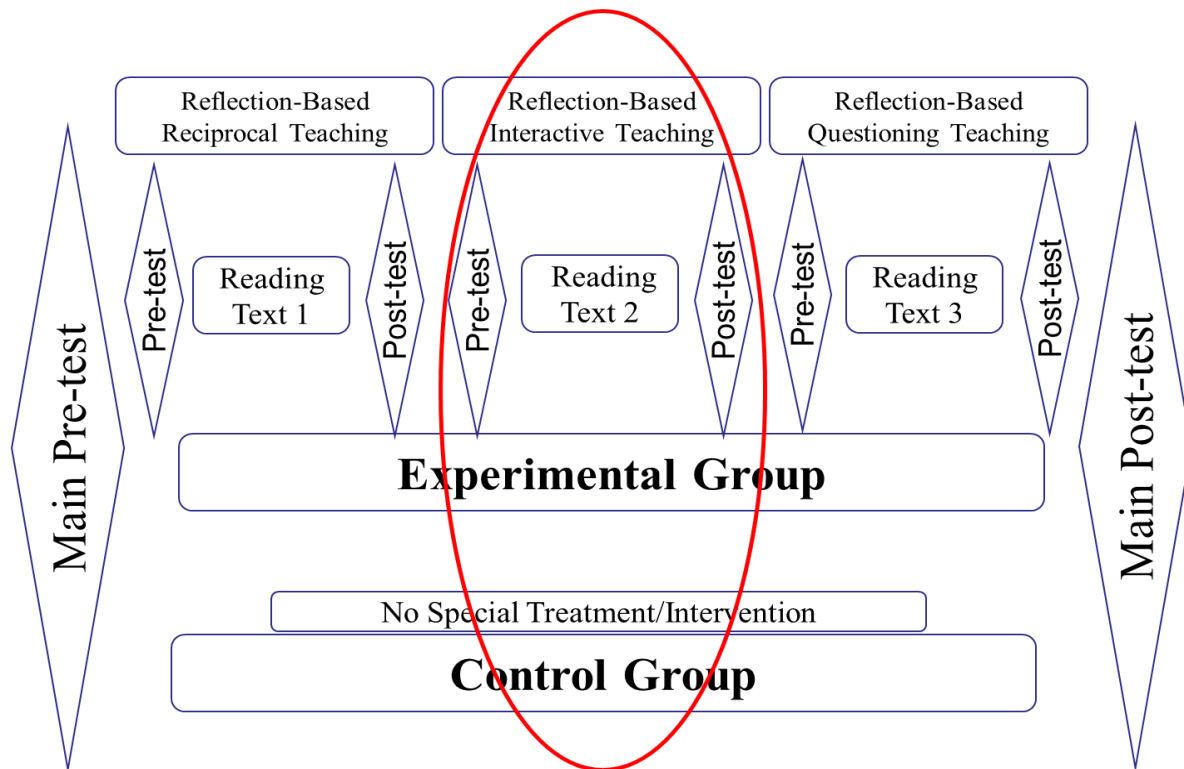 Reflection-Based
Reciprocal Teaching
Reflection-Based
Interactive Teaching
Reflection-Based
Questioning Teaching
Main Pre-test
Pre-test
Reading
Text 1
Post-test
Pre-test
Reading
Text 2
Post-test
Pre-test
Reading
Text 3
Post-test
Main Post-test
Experimental Group
No Special Treatment/Intervention
Control Group